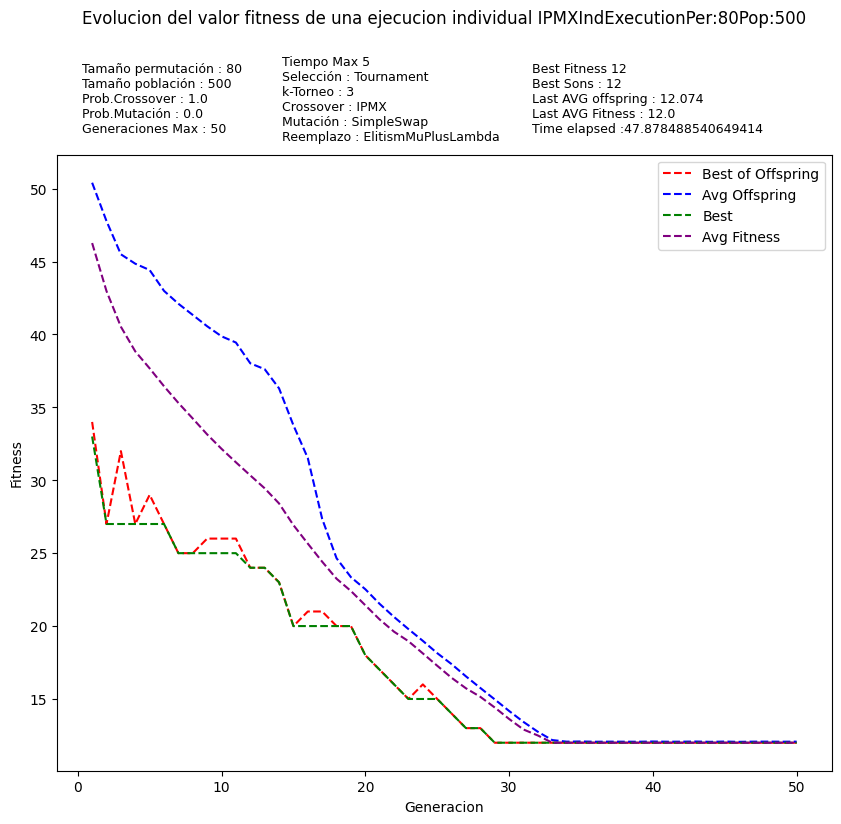 Evolucion del valor fitness de una ejecucion individual IPMXIndExecutionPer:80Pop:500
Tamaño permutación : 80
Tamaño población : 500
Prob.Crossover : 1.0
Prob.Mutación : 0.0
Generaciones Max : 50
Tiempo Max 5
Selección : Tournament
k-Torneo : 3
Crossover : IPMX
Mutación : SimpleSwap
Reemplazo : ElitismMuPlusLambda
Best Fitness 12
Best Sons : 12
Last AVG offspring : 12.074
Last AVG Fitness : 12.0
Time elapsed :47.878488540649414
Best of Offspring
Avg Offspring
Best
Avg Fitness
Fitness
50
45
40
35
30
25
20
15
0 10 20 30 40 50
Generacion